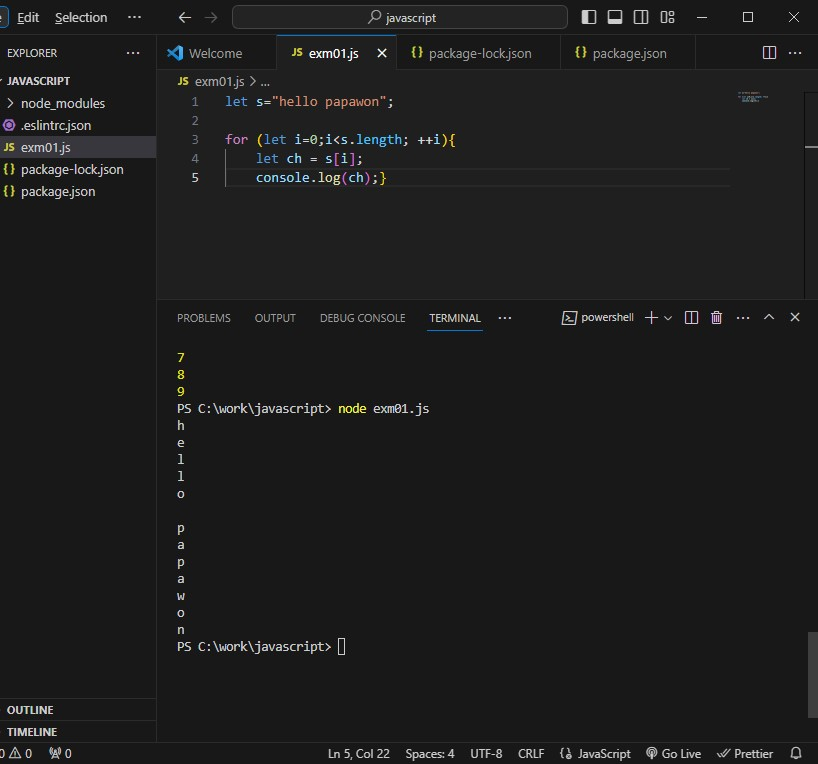 Edit Selection ··· javascript
EXPLORER ···
Welcome JS exm01.js package-lock.json package.json
JAVASCRIPT
node_modules
.eslintrc.json
JS exm01.js
{} package-lock.json
{} package.json
JS exm01.js > ...
1 let s="hello papawon";
2
3 for (let i=0;i<s.length; ++i){
4 let ch = s[i];
5 console.log(ch);}
PROBLEMS OUTPUT DEBUG CONSOLE TERMINAL ··· powershell
7
8
9
PS C:\work\javascript> node exm01.js
h
e
l
l
o
p
a
p
a
w
o
n
PS C:\work\javascript>
OUTLINE
TIMELINE
0 0 0 Ln 5, Col 22 Spaces: 4 UTF-8 CRLF {} JavaScript Go Live Prettier